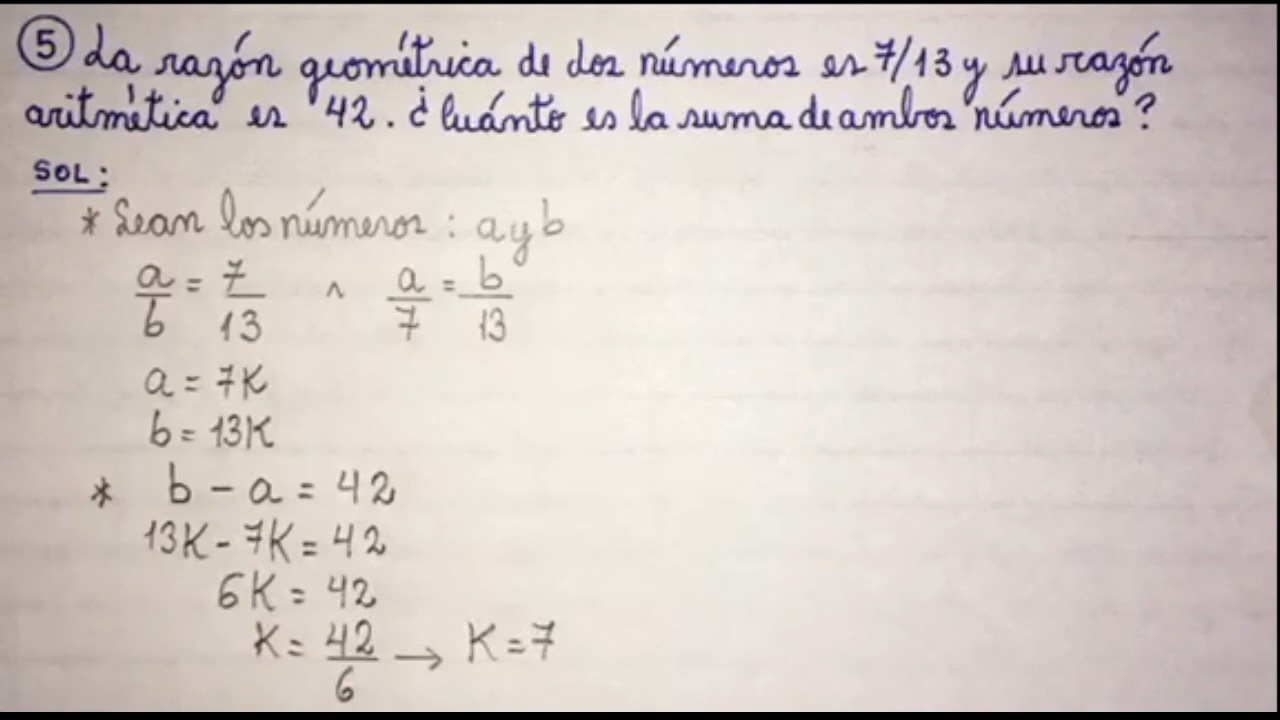 ⑤ La razón geométrica de dos números es 7/13 y su razón
aritmética es 42. ¿Cuánto es la suma de ambos números?
SOL:
* Sean los números: a y b
a/b = 7/13 ^ a/7 = b/13
a = 7K
b = 13K
* b - a = 42
13K - 7K = 42
6K = 42
K = 42/6 → K = 7